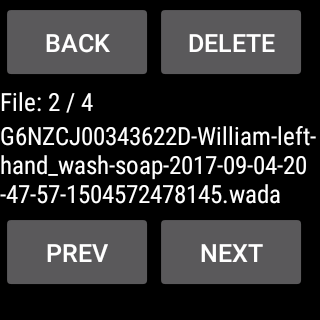 BACK DELETE
File: 2 / 4
G6NZCJ00343622D-William-left-
hand_wash-soap-2017-09-04-20
-47-57-1504572478145.wada
PREV NEXT